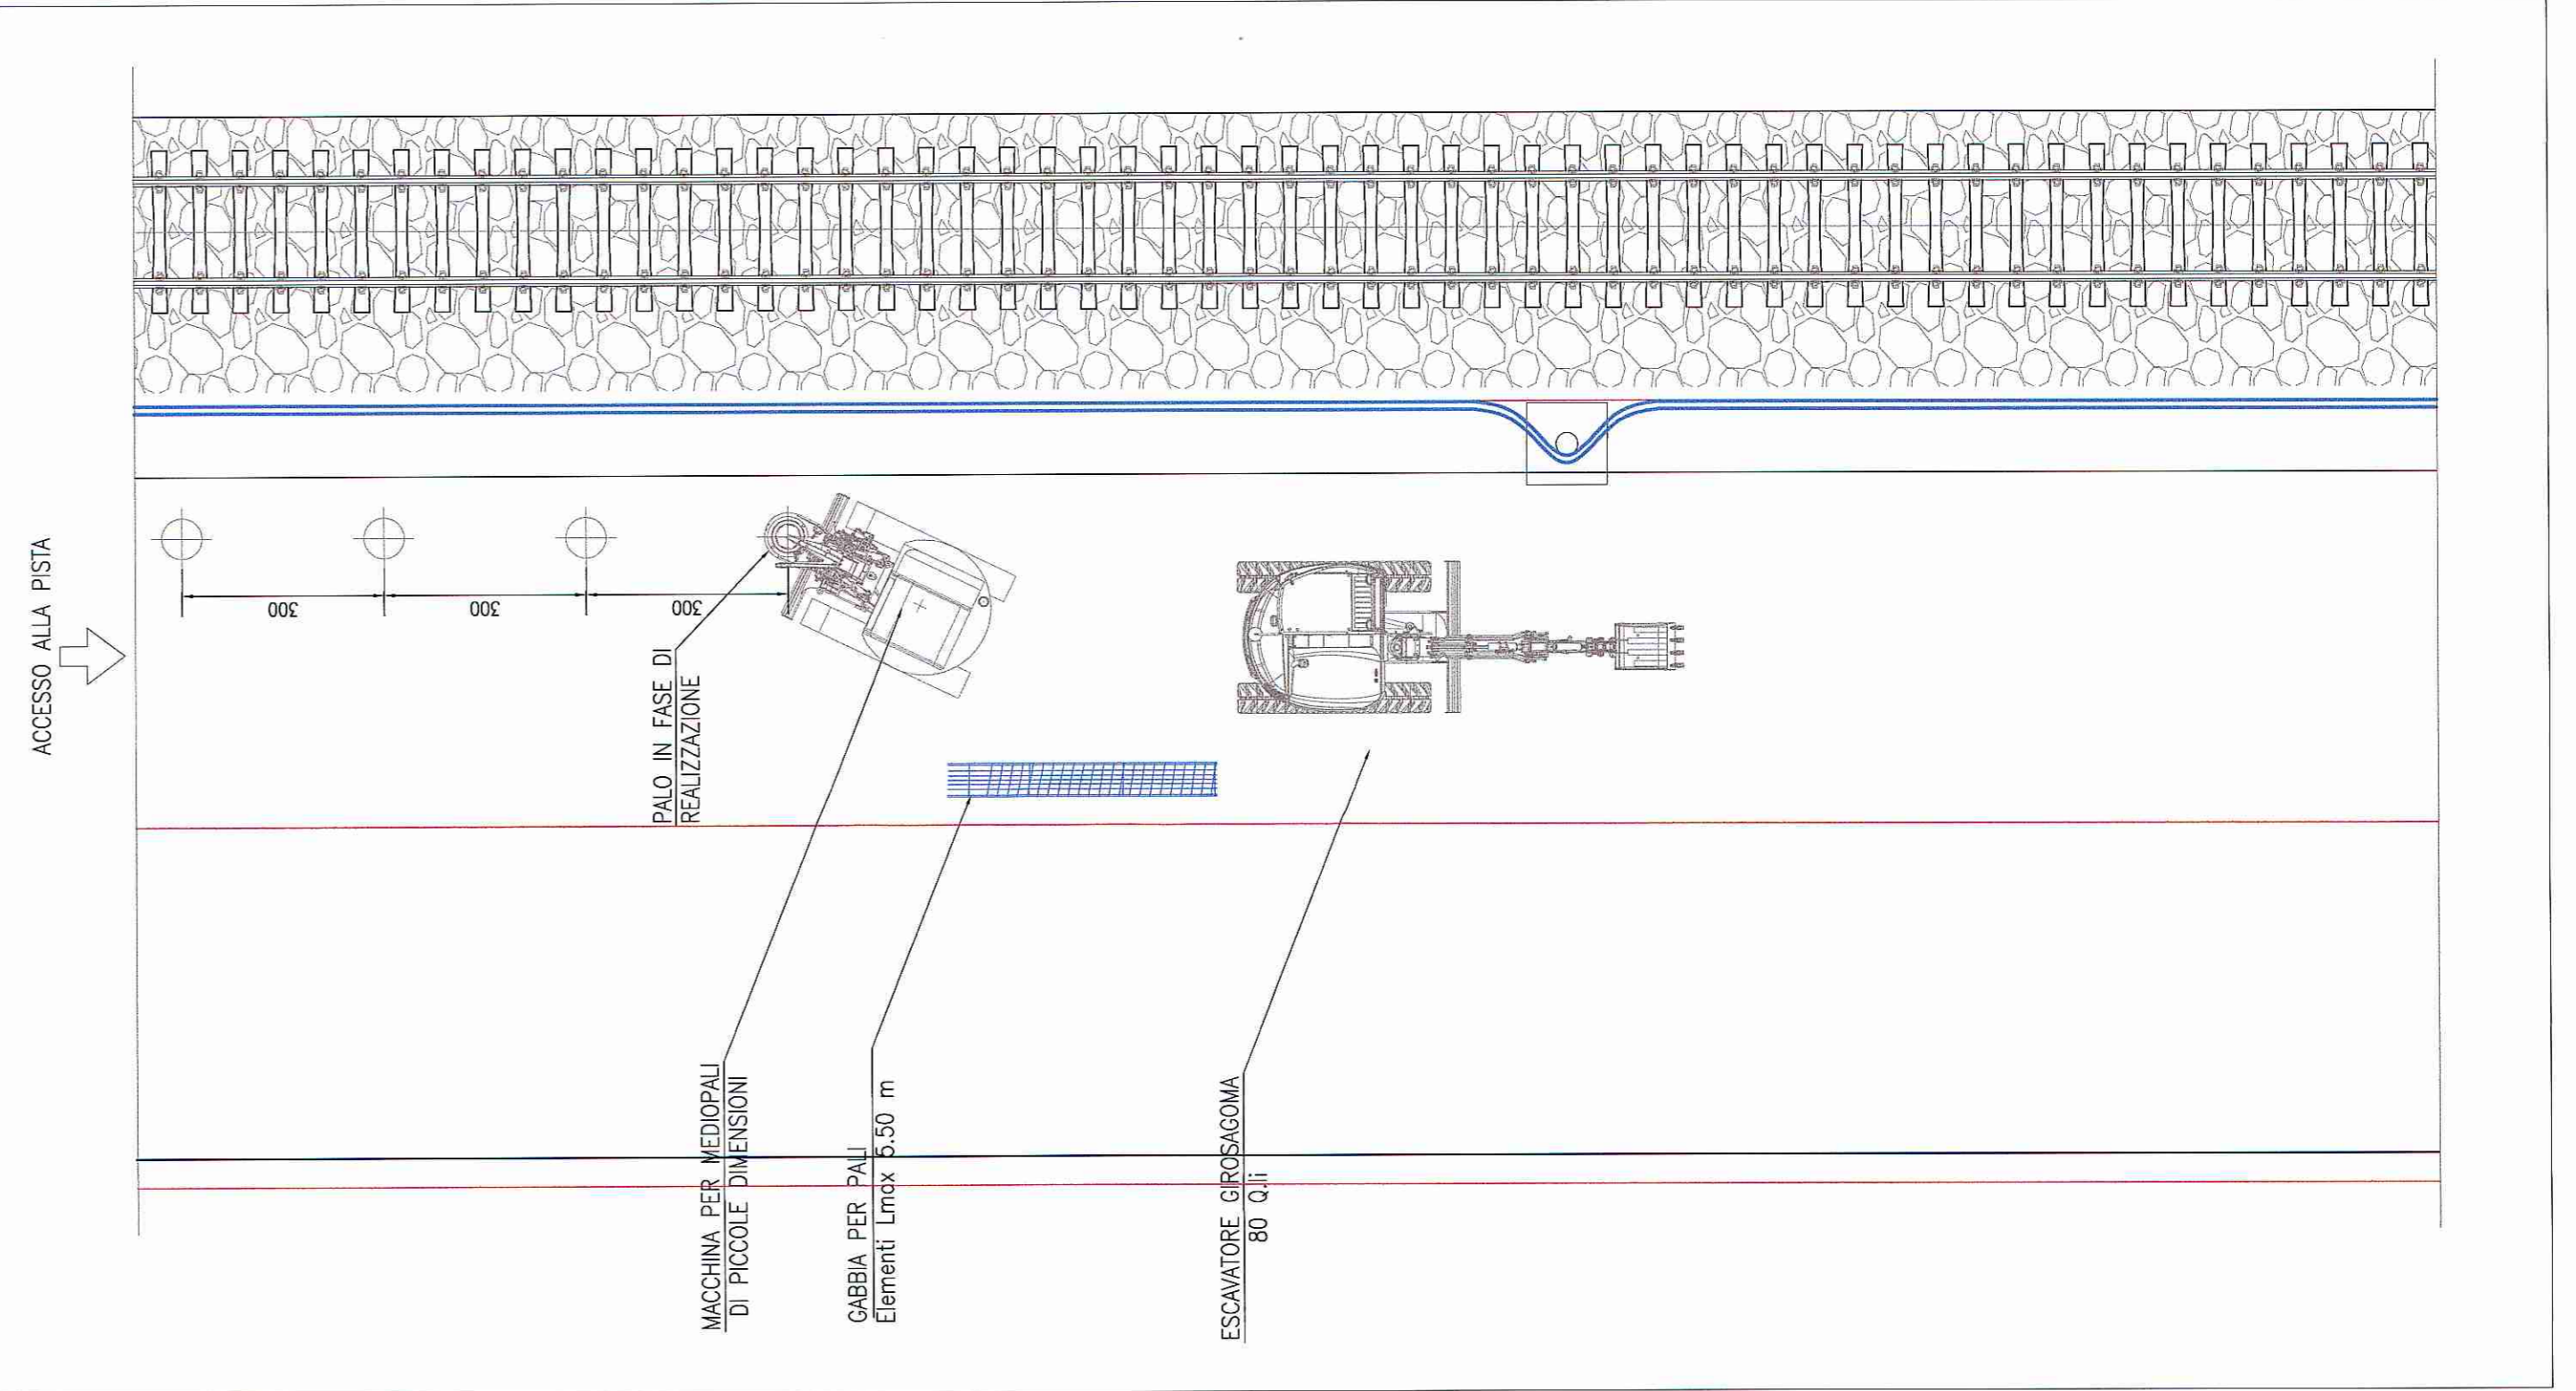 ACCESSO ALLA PISTA
300
300
300
PALO IN FASE DI
REALIZZAZIONE
MACCHINA PER MEDIOPALI
DI PICCOLE DIMENSIONI
GABBIA PER PALI
Elementi Lmax 5.50 m
ESCAVATORE GIROSAGOMA
80 Q.li